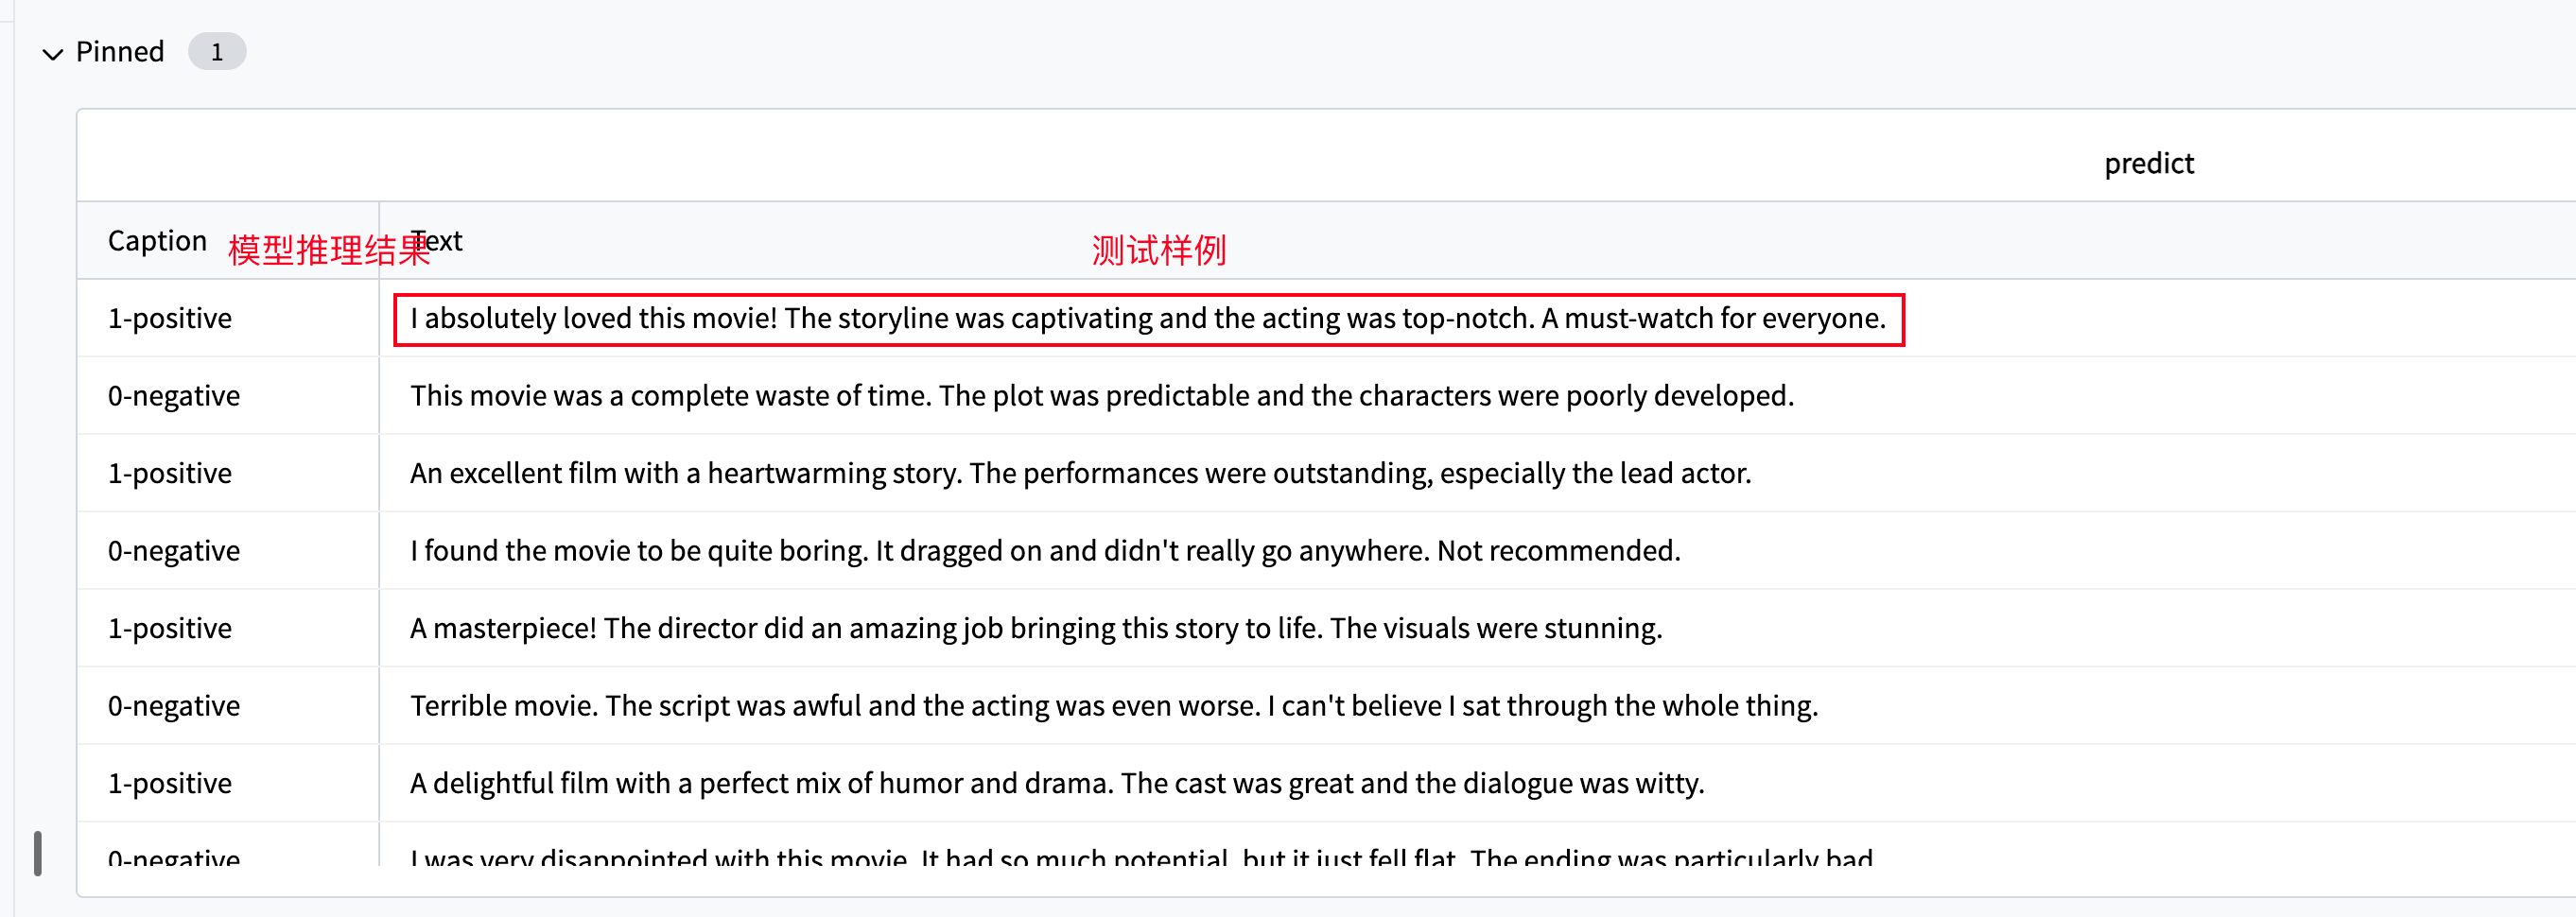 Pinned 1
predict
Caption 模型推理结果 Text 测试样例
1-positive I absolutely loved this movie! The storyline was captivating and the acting was top-notch. A must-watch for everyone.
0-negative This movie was a complete waste of time. The plot was predictable and the characters were poorly developed.
1-positive An excellent film with a heartwarming story. The performances were outstanding, especially the lead actor.
0-negative I found the movie to be quite boring. It dragged on and didn't really go anywhere. Not recommended.
1-positive A masterpiece! The director did an amazing job bringing this story to life. The visuals were stunning.
0-negative Terrible movie. The script was awful and the acting was even worse. I can't believe I sat through the whole thing.
1-positive A delightful film with a perfect mix of humor and drama. The cast was great and the dialogue was witty.
0-negative I was very disappointed with this movie. It had so much potential, but it just fell flat. The ending was particularly bad